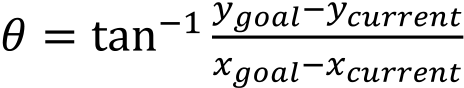 θ = tan⁻¹ (y_goal − y_current)/(x_goal − x_current)